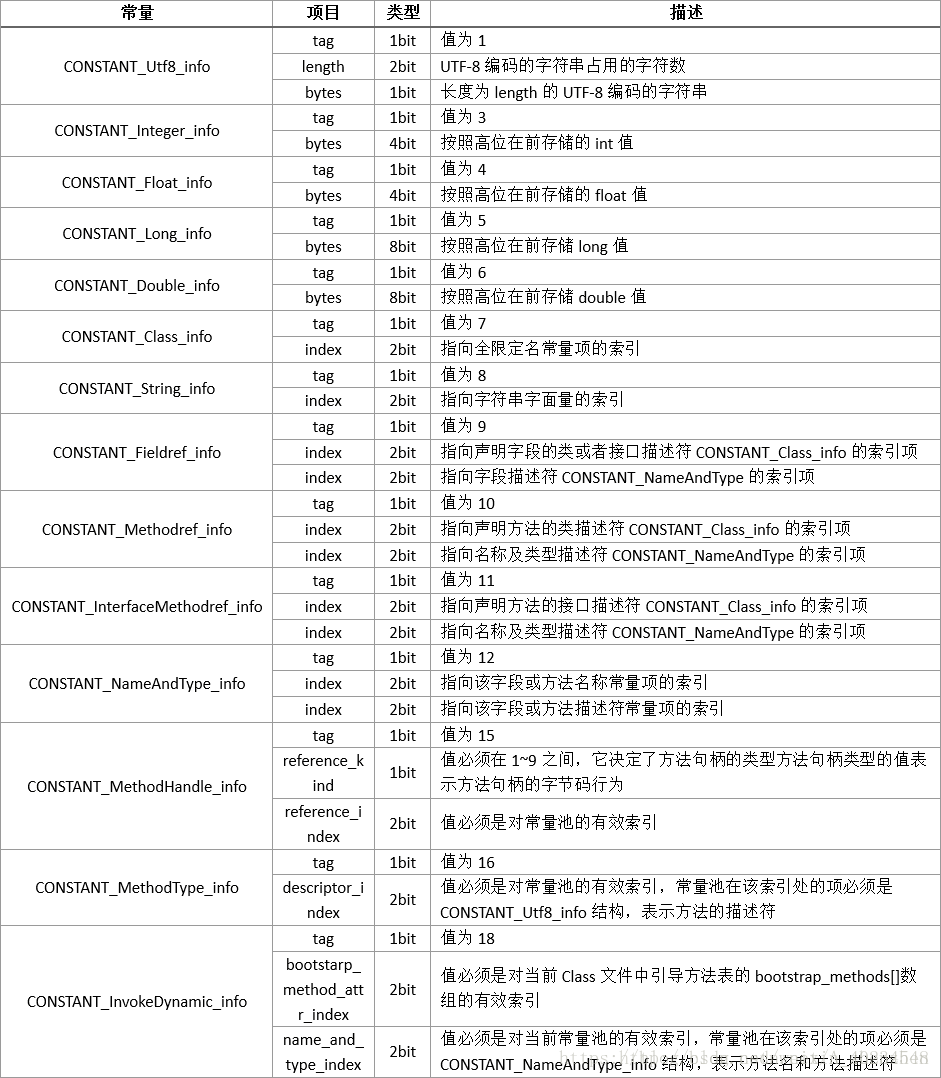 常量 项目 类型 描述
CONSTANT_Utf8_info tag 1bit 值为 1
length 2bit UTF-8 编码的字符串占用的字符数
bytes 1bit 长度为 length 的 UTF-8 编码的字符串
CONSTANT_Integer_info tag 1bit 值为 3
bytes 4bit 按照高位在前存储的 int 值
CONSTANT_Float_info tag 1bit 值为 4
bytes 4bit 按照高位在前存储的 float 值
CONSTANT_Long_info tag 1bit 值为 5
bytes 8bit 按照高位在前存储 long 值
CONSTANT_Double_info tag 1bit 值为 6
bytes 8bit 按照高位在前存储 double 值
CONSTANT_Class_info tag 1bit 值为 7
index 2bit 指向全限定名常量项的索引
CONSTANT_String_info tag 1bit 值为 8
index 2bit 指向字符串字面量的索引
CONSTANT_Fieldref_info tag 1bit 值为 9
index 2bit 指向声明字段的类或者接口描述符 CONSTANT_Class_info 的索引项
index 2bit 指向字段描述符 CONSTANT_NameAndType 的索引项
CONSTANT_Methodref_info tag 1bit 值为 10
index 2bit 指向声明方法的类描述符 CONSTANT_Class_info 的索引项
index 2bit 指向名称及类型描述符 CONSTANT_NameAndType 的索引项
CONSTANT_InterfaceMethodref_info tag 1bit 值为 11
index 2bit 指向声明方法的接口描述符 CONSTANT_Class_info 的索引项
index 2bit 指向名称及类型描述符 CONSTANT_NameAndType 的索引项
CONSTANT_NameAndType_info tag 1bit 值为 12
index 2bit 指向该字段或方法名称常量项的索引
index 2bit 指向该字段或方法描述符常量项的索引
CONSTANT_MethodHandle_info tag 1bit 值为 15
reference_k
ind 1bit 值必须在 1~9 之间，它决定了方法句柄的类型方法句柄类型的值表
示方法句柄的字节码行为
reference_i
ndex 2bit 值必须是对常量池的有效索引
CONSTANT_MethodType_info tag 1bit 值为 16
descriptor_i
ndex 2bit 值必须是对常量池的有效索引，常量池在该索引处的项必须是
CONSTANT_Utf8_info 结构，表示方法的描述符
CONSTANT_InvokeDynamic_info tag 1bit 值为 18
bootstarp_
method_att
r_index 2bit 值必须是对当前 Class 文件中引导方法表的 bootstrap_methods[]数
组的有效索引
name_and_
type_index 2bit 值必须是对当前常量池的有效索引，常量池在该索引处的项必须是
CONSTANT_NameAndType_info 结构，表示方法名和方法描述符